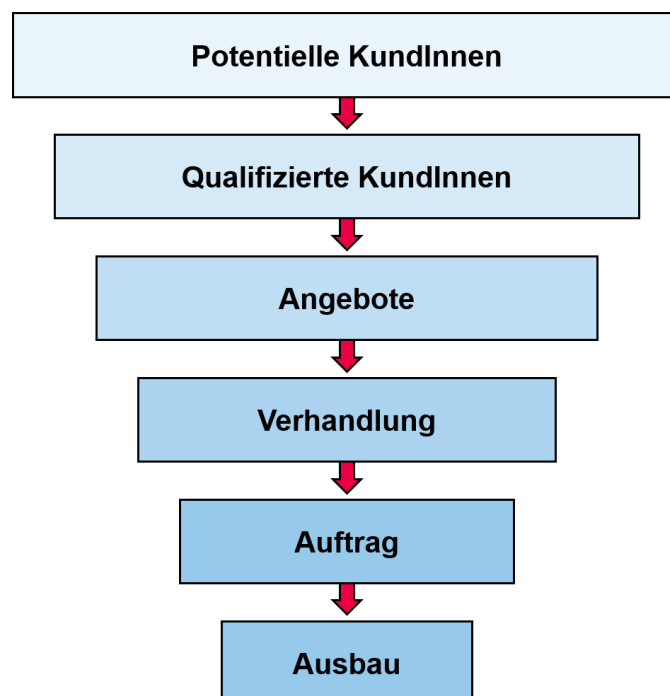 Potentielle KundInnen
Qualifizierte KundInnen
Angebote
Verhandlung
Auftrag
Ausbau